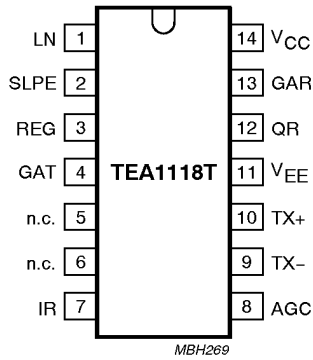 LN 1 14 VCC
SLPE 2 13 GAR
REG 3 12 QR
GAT 4 TEA1118T 11 VEE
n.c. 5 10 TX+
n.c. 6 9 TX−
IR 7 8 AGC
MBH269